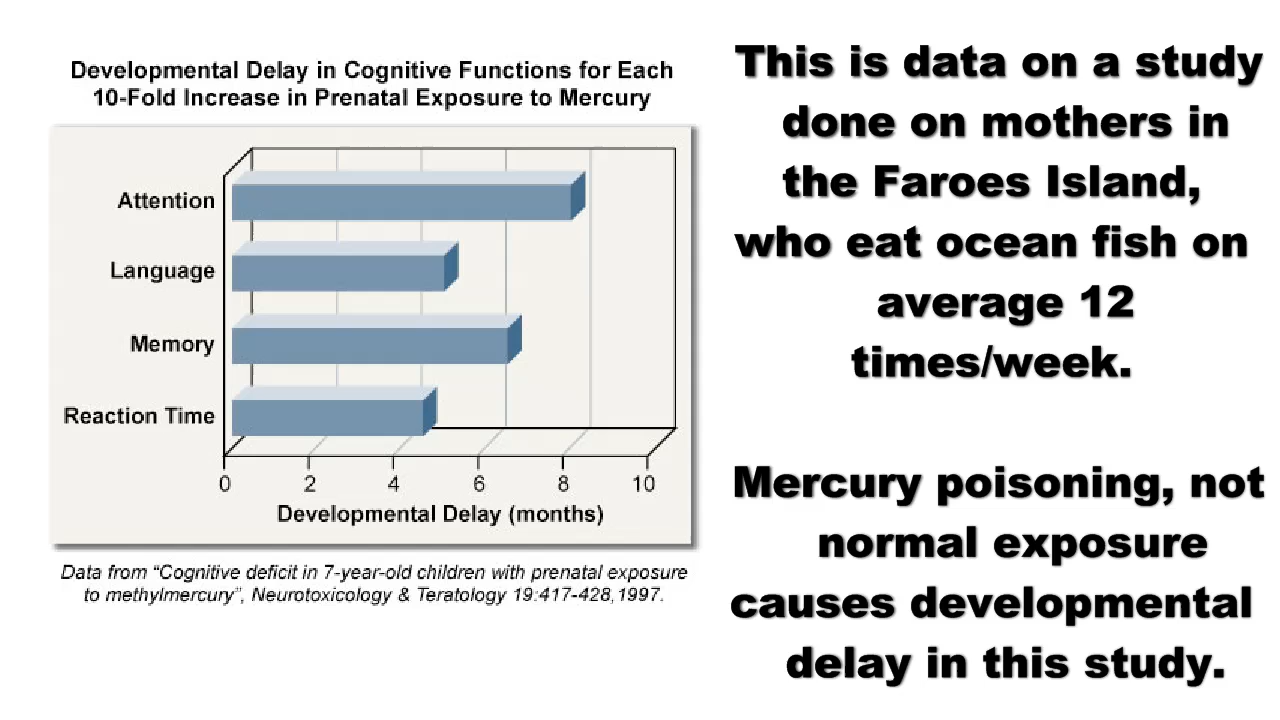 Developmental Delay in Cognitive Functions for Each
10-Fold Increase in Prenatal Exposure to Mercury
Attention
Language
Memory
Reaction Time
0 2 4 6 8 10
Developmental Delay (months)
Data from “Cognitive deficit in 7-year-old children with prenatal exposure
to methylmercury”, Neurotoxicology & Teratology 19:417-428,1997.
This is data on a study
done on mothers in
the Faroes Island,
who eat ocean fish on
average 12
times/week.
Mercury poisoning, not
normal exposure
causes developmental
delay in this study.